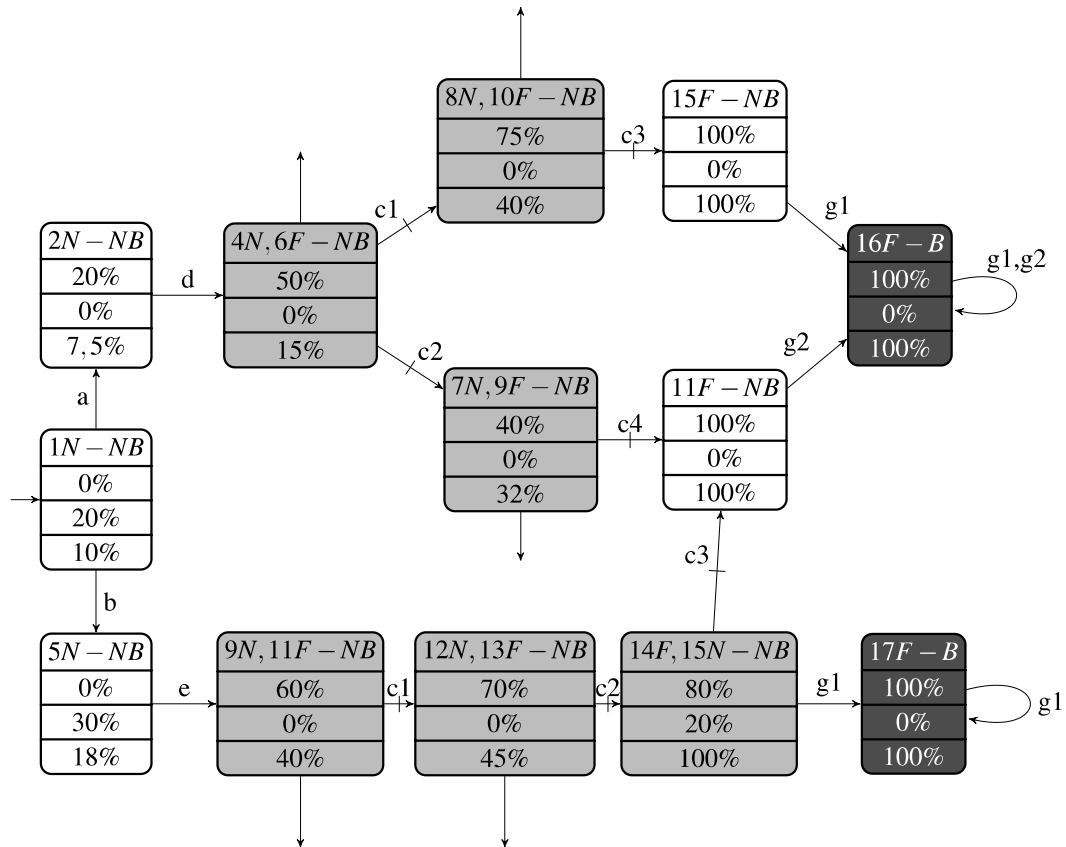 8N, 10F − NB
75%
0%
40%
c3
15F − NB
100%
0%
100%
g1
c1
2N − NB
20%
0%
7,5%
d
4N, 6F − NB
50%
0%
15%
c2
16F − B
100%
0%
100%
g1,g2
g2
a
7N, 9F − NB
40%
0%
32%
c4
11F − NB
100%
0%
100%
1N − NB
0%
20%
10%
c3
b
5N − NB
0%
30%
18%
e
9N, 11F − NB
60%
0%
40%
c1
12N, 13F − NB
70%
0%
45%
c2
14F, 15N − NB
80%
20%
100%
g1
17F − B
100%
0%
100%
g1